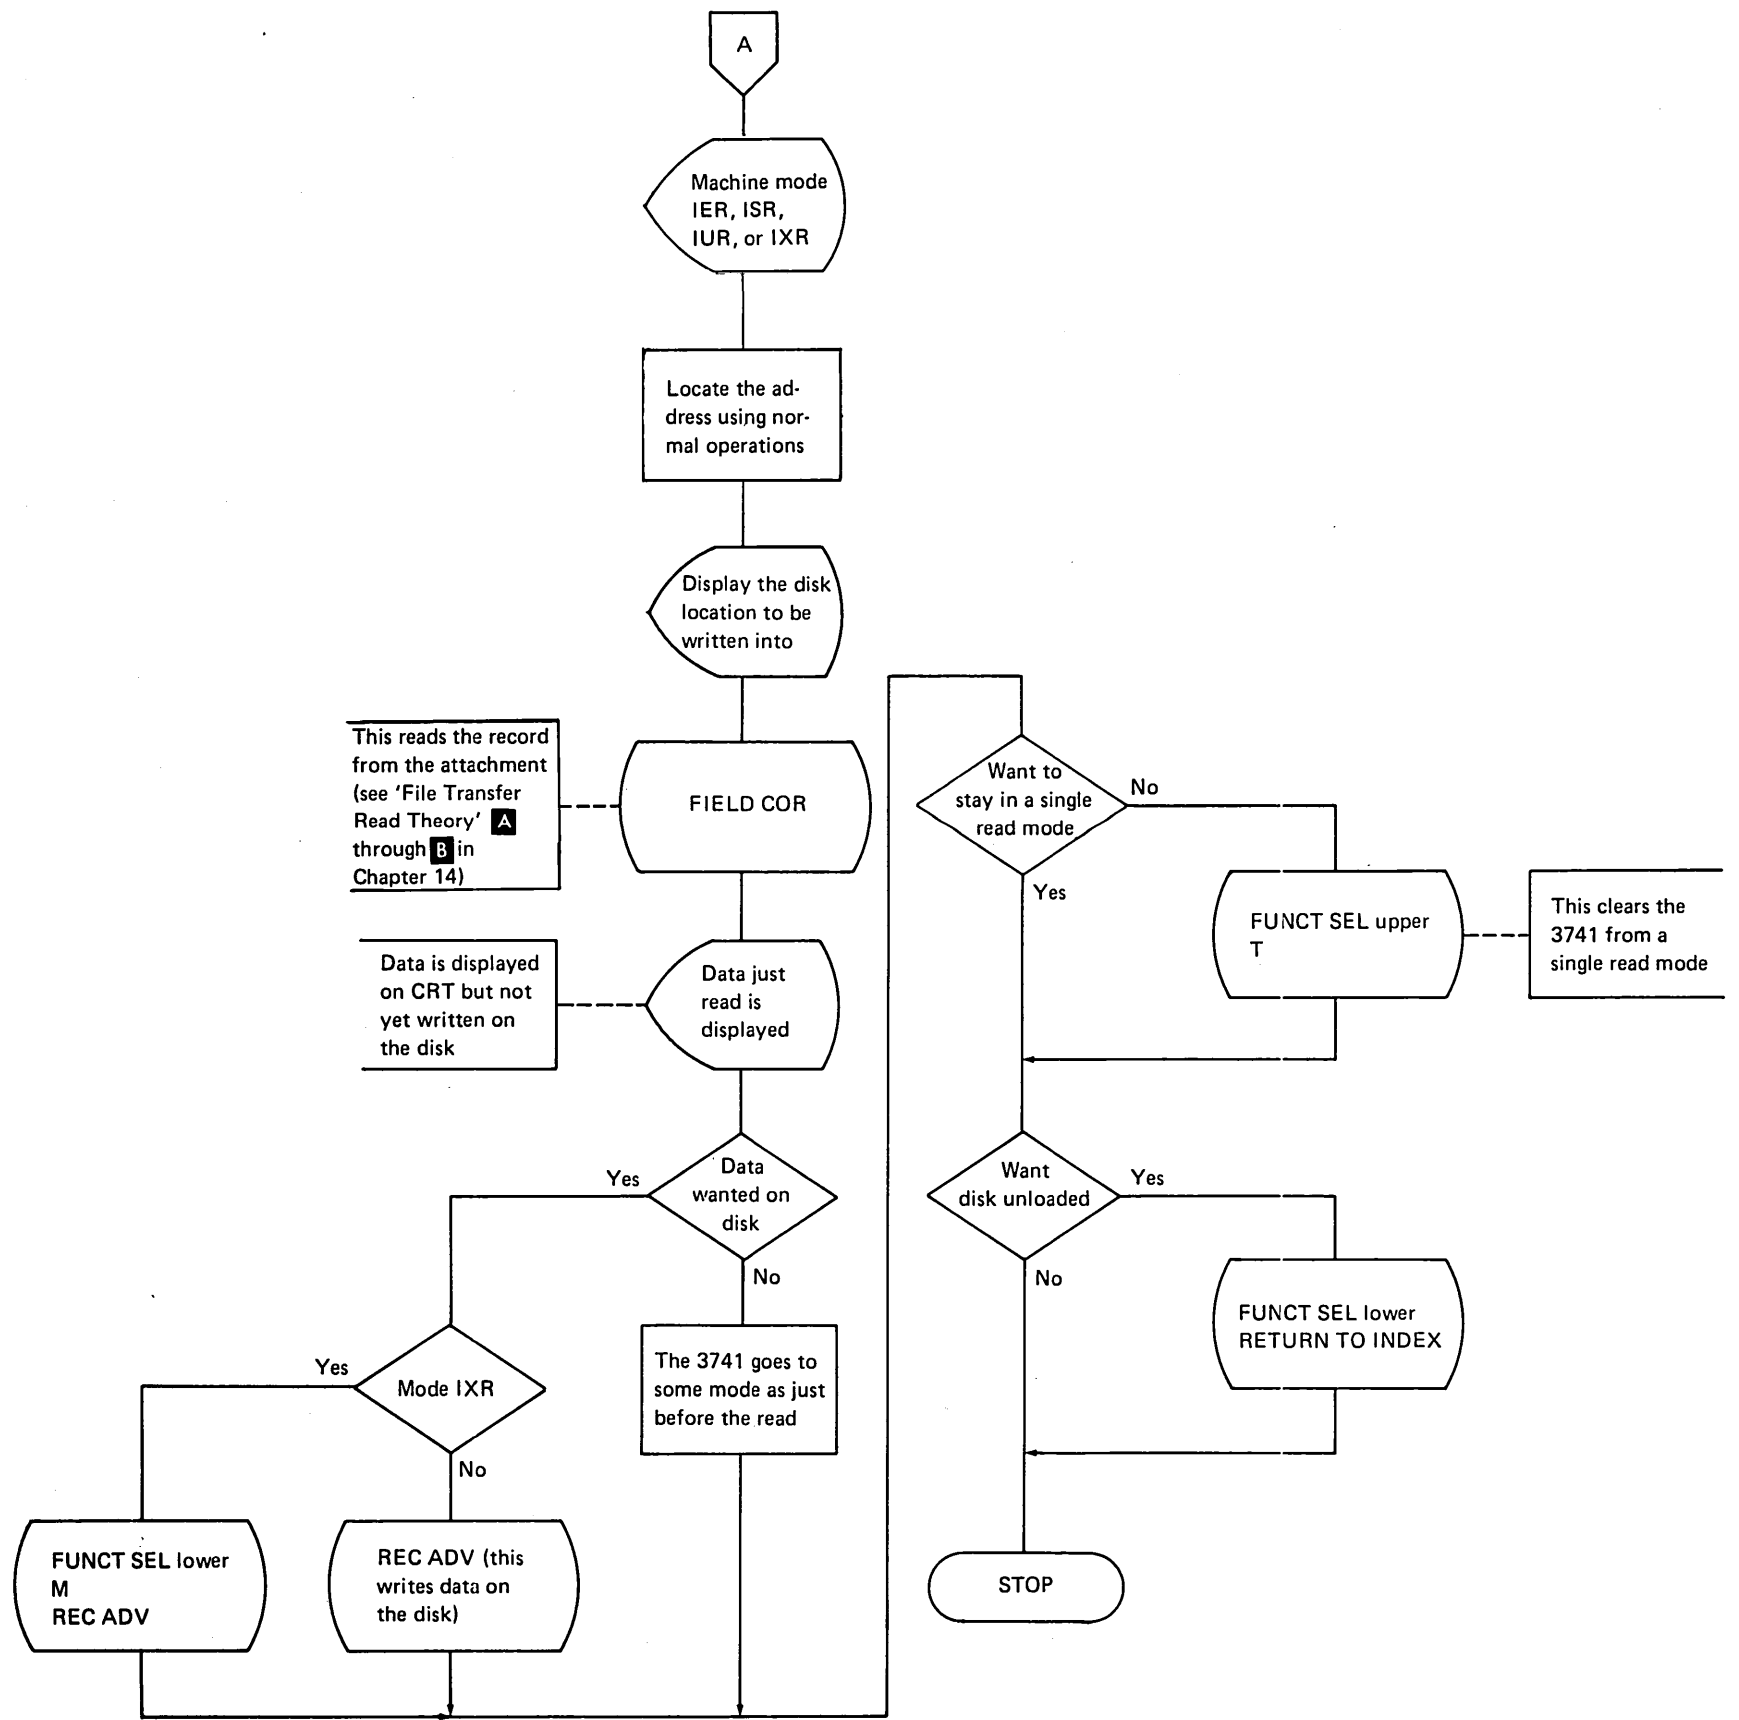 A
Machine mode
IER, ISR,
IUR, or IXR
Locate the ad-
dress using nor-
mal operations
Display the disk
location to be
written into
This reads the record
from the attachment
(see 'File Transfer
Read Theory' A
through B in
Chapter 14)
FIELD COR
Data is displayed
on CRT but not
yet written on
the disk
Data just
read is
displayed
Data
wanted on
disk
Yes
No
Mode IXR
Yes
No
The 3741 goes to
some mode as just
before the read
FUNCT SEL lower
M
REC ADV
REC ADV (this
writes data on
the disk)
Want to
stay in a single
read mode
No
Yes
FUNCT SEL upper
T
This clears the
3741 from a
single read mode
Want
disk unloaded
Yes
No
FUNCT SEL lower
RETURN TO INDEX
STOP